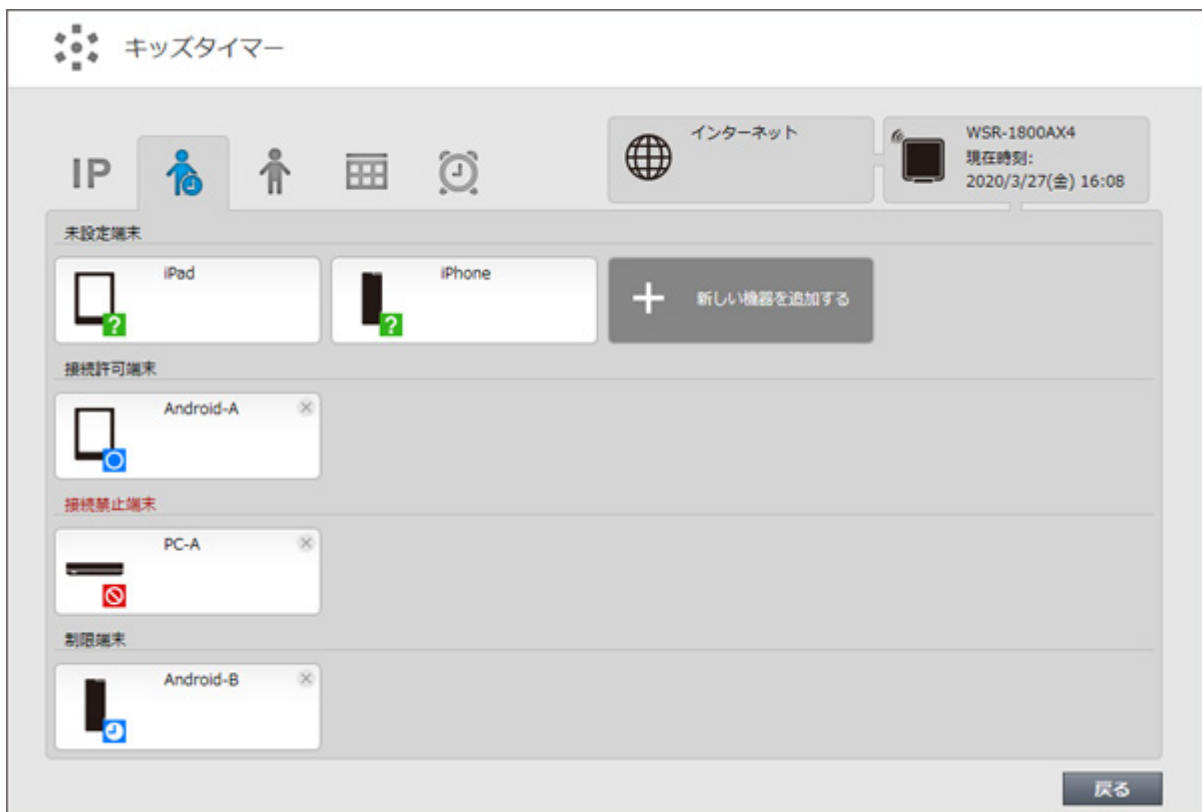 キッズタイマー
IP
インターネット
WSR-1800AX4
現在時刻:
2020/3/27(金) 16:08
未設定端末
iPad
iPhone
新しい機器を追加する
接続許可端末
Android-A
接続禁止端末
PC-A
制限端末
Android-B
戻る